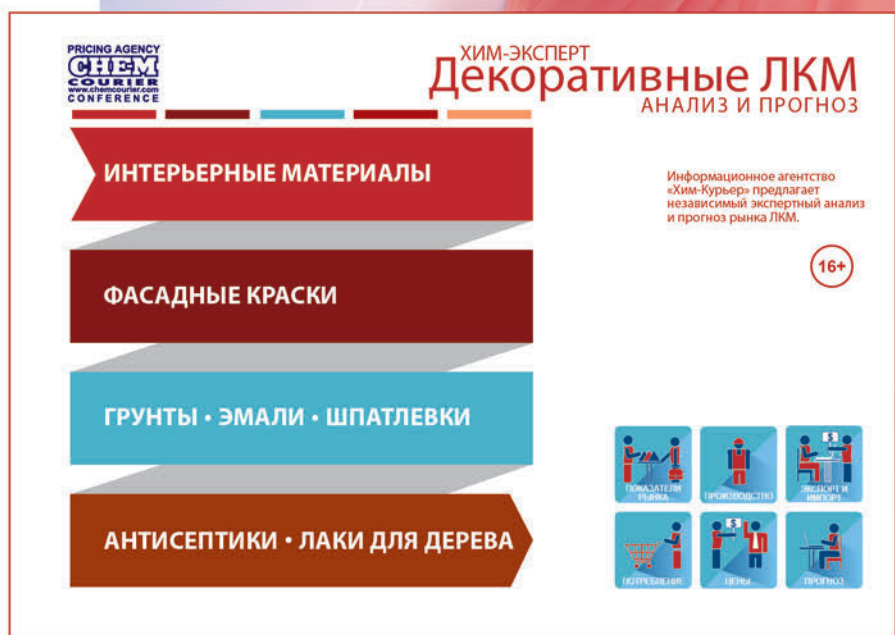 PRICING AGENCY
CHEM
COURIER
www.chemcourier.com
CONFERENCE
ХИМ-ЭКСПЕРТ
Декоративные ЛКМ
АНАЛИЗ И ПРОГНОЗ
ИНТЕРЬЕРНЫЕ МАТЕРИАЛЫ
ФАСАДНЫЕ КРАСКИ
ГРУНТЫ • ЭМАЛИ • ШПАТЛЕВКИ
АНТИСЕПТИКИ • ЛАКИ ДЛЯ ДЕРЕВА
Информационное агентство
«Хим-Курьер» предлагает
независимый экспертный анализ
и прогноз рынка ЛКМ.
16+
ПОКАЗАТЕЛИ
РЫНКА
ПРОИЗВОДСТВО
$
ЭКСПОРТ И
ИМПОРТ
ПОТРЕБЛЕНИЕ
$
ЦЕНЫ
ПРОГНОЗ